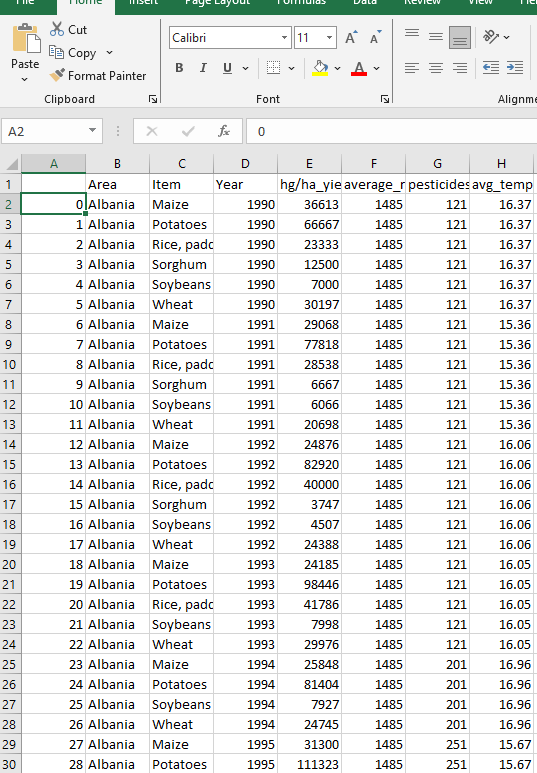 File Home Insert Page Layout Formulas Data Review View
Cut
Copy
Paste
Format Painter
Clipboard
Calibri 11 A A
B I U A
Font
Alignme
A2 fx 0
A B C D E F G H
1 Area Item Year hg/ha_yie average_r pesticides avg_temp
2 0 Albania Maize 1990 36613 1485 121 16.37
3 1 Albania Potatoes 1990 66667 1485 121 16.37
4 2 Albania Rice, padd 1990 23333 1485 121 16.37
5 3 Albania Sorghum 1990 12500 1485 121 16.37
6 4 Albania Soybeans 1990 7000 1485 121 16.37
7 5 Albania Wheat 1990 30197 1485 121 16.37
8 6 Albania Maize 1991 29068 1485 121 15.36
9 7 Albania Potatoes 1991 77818 1485 121 15.36
10 8 Albania Rice, padd 1991 28538 1485 121 15.36
11 9 Albania Sorghum 1991 6667 1485 121 15.36
12 10 Albania Soybeans 1991 6066 1485 121 15.36
13 11 Albania Wheat 1991 20698 1485 121 15.36
14 12 Albania Maize 1992 24876 1485 121 16.06
15 13 Albania Potatoes 1992 82920 1485 121 16.06
16 14 Albania Rice, padd 1992 40000 1485 121 16.06
17 15 Albania Sorghum 1992 3747 1485 121 16.06
18 16 Albania Soybeans 1992 4507 1485 121 16.06
19 17 Albania Wheat 1992 24388 1485 121 16.06
20 18 Albania Maize 1993 24185 1485 121 16.05
21 19 Albania Potatoes 1993 98446 1485 121 16.05
22 20 Albania Rice, padd 1993 41786 1485 121 16.05
23 21 Albania Soybeans 1993 7998 1485 121 16.05
24 22 Albania Wheat 1993 29976 1485 121 16.05
25 23 Albania Maize 1994 25848 1485 201 16.96
26 24 Albania Potatoes 1994 81404 1485 201 16.96
27 25 Albania Soybeans 1994 7927 1485 201 16.96
28 26 Albania Wheat 1994 24745 1485 201 16.96
29 27 Albania Maize 1995 31300 1485 251 15.67
30 28 Albania Potatoes 1995 111323 1485 251 15.67